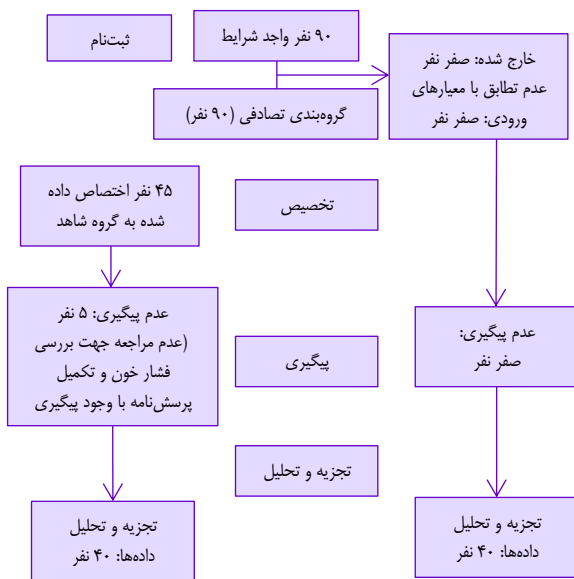 ثبت‌نام
۹۰ نفر واجد شرایط
خارج شده: صفر نفر
عدم تطابق با معیارهای
ورودی: صفر نفر
گروه‌بندی تصادفی (۹۰ نفر)
۴۵ نفر اختصاص داده
شده به گروه شاهد
تخصیص
عدم پیگیری: ۵ نفر
(عدم مراجعه جهت بررسی
فشار خون و تکمیل
پرسش‌نامه با وجود پیگیری
پیگیری
عدم پیگیری:
صفر نفر
تجزیه و تحلیل
تجزیه و تحلیل
داده‌ها: ۴۰ نفر
تجزیه و تحلیل
داده‌ها: ۴۰ نفر